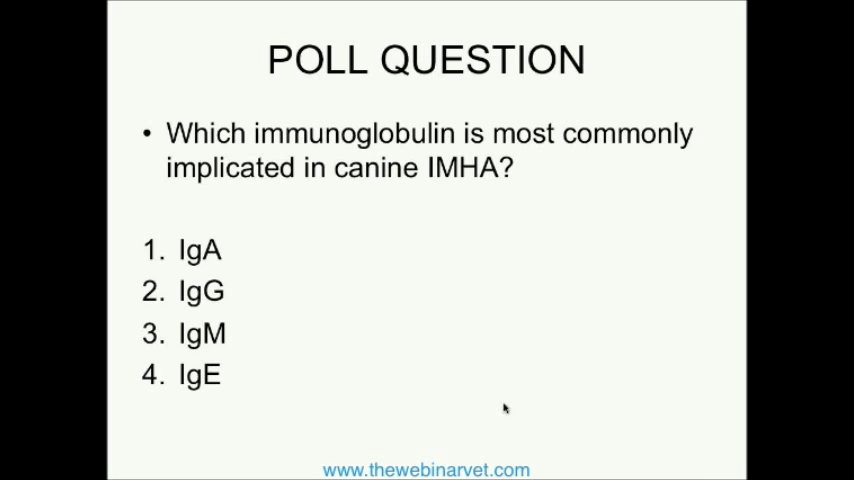 POLL QUESTION
• Which immunoglobulin is most commonly
implicated in canine IMHA?
1. IgA
2. IgG
3. IgM
4. IgE
www.thewebinarvet.com